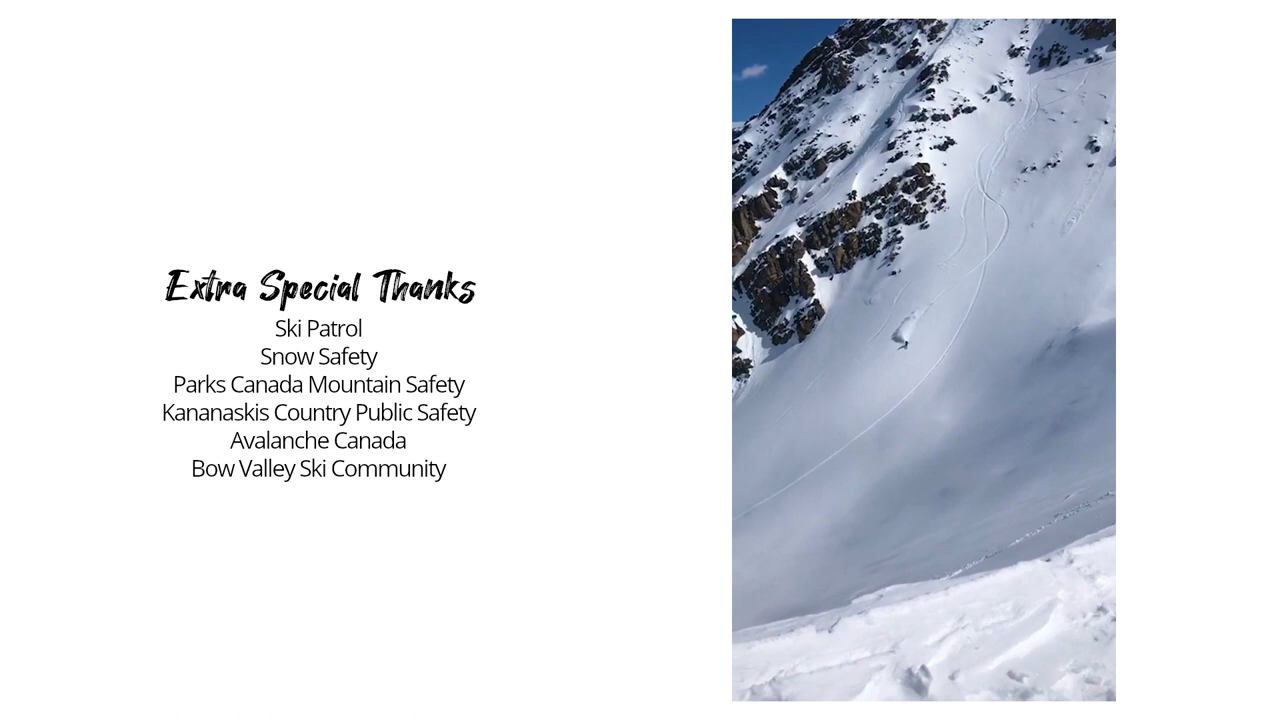 Extra Special Thanks
Ski Patrol
Snow Safety
Parks Canada Mountain Safety
Kananaskis Country Public Safety
Avalanche Canada
Bow Valley Ski Community